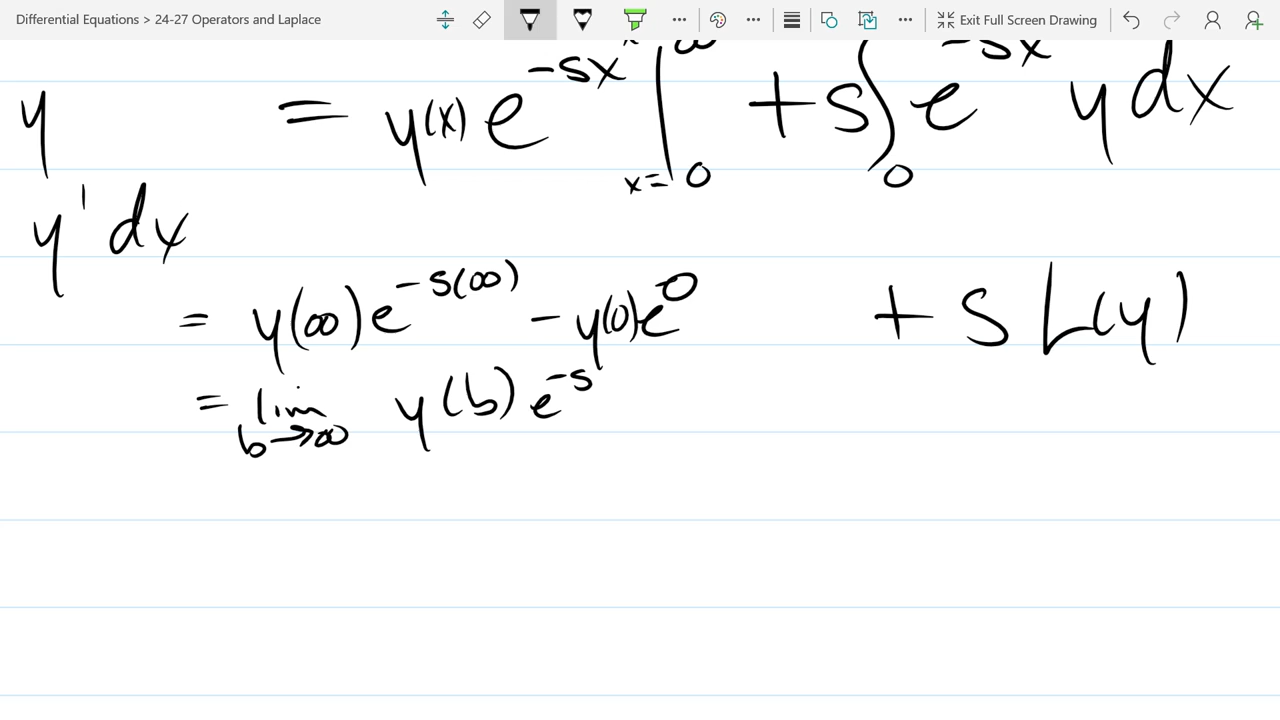 Differential Equations > 24-27 Operators and Laplace
Exit Full Screen Drawing
y = y(x) e^{-sx} |_{x=0}^{∞} + s ∫_0 e^{-sx} y dx
y' dx
= y(∞) e^{-s(∞)} - y(0) e^0 + s L(y)
= lim_{b→∞} y(b) e^{-s}